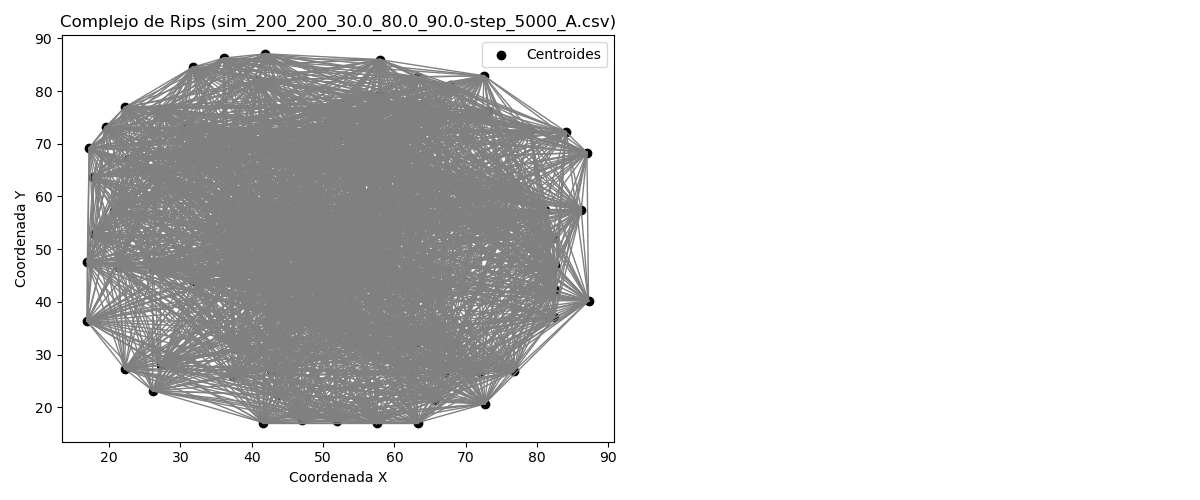 Complejo de Rips (sim_200_200_30.0_80.0_90.0-step_5000_A.csv)
Centroides
90
80
70
60
50
40
30
20
Coordenada Y
20 30 40 50 60 70 80 90
Coordenada X